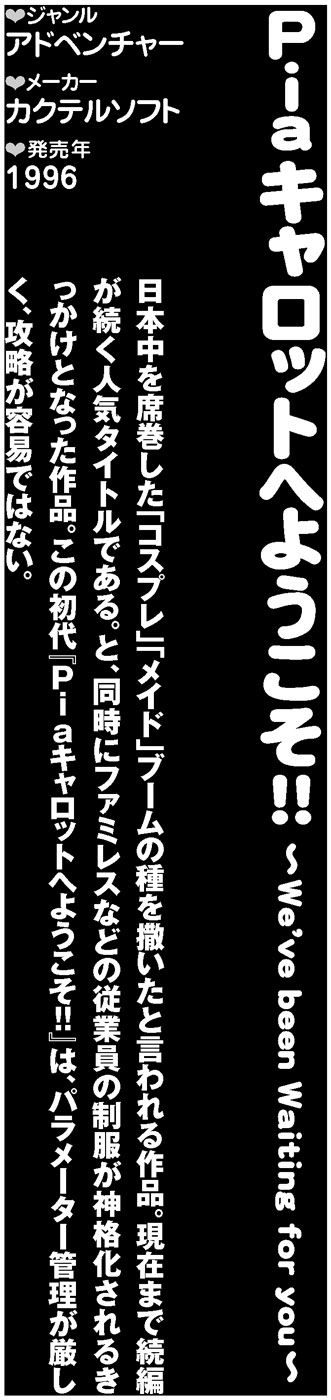 Piaキャロットへようこそ!! ～We've been Waiting for you～
❤ジャンル
アドベンチャー
❤メーカー
カクテルソフト
❤発売年
1996
日本中を席巻した「コスプレ」「メイド」ブームの種を撒いたと言われる作品。現在まで続編
が続く人気タイトルである。と、同時にファミレスなどの従業員の制服が神格化されるき
っかけとなった作品。この初代『Piaキャロットへようこそ!!』は、パラメーター管理が厳し
く、攻略が容易ではない。